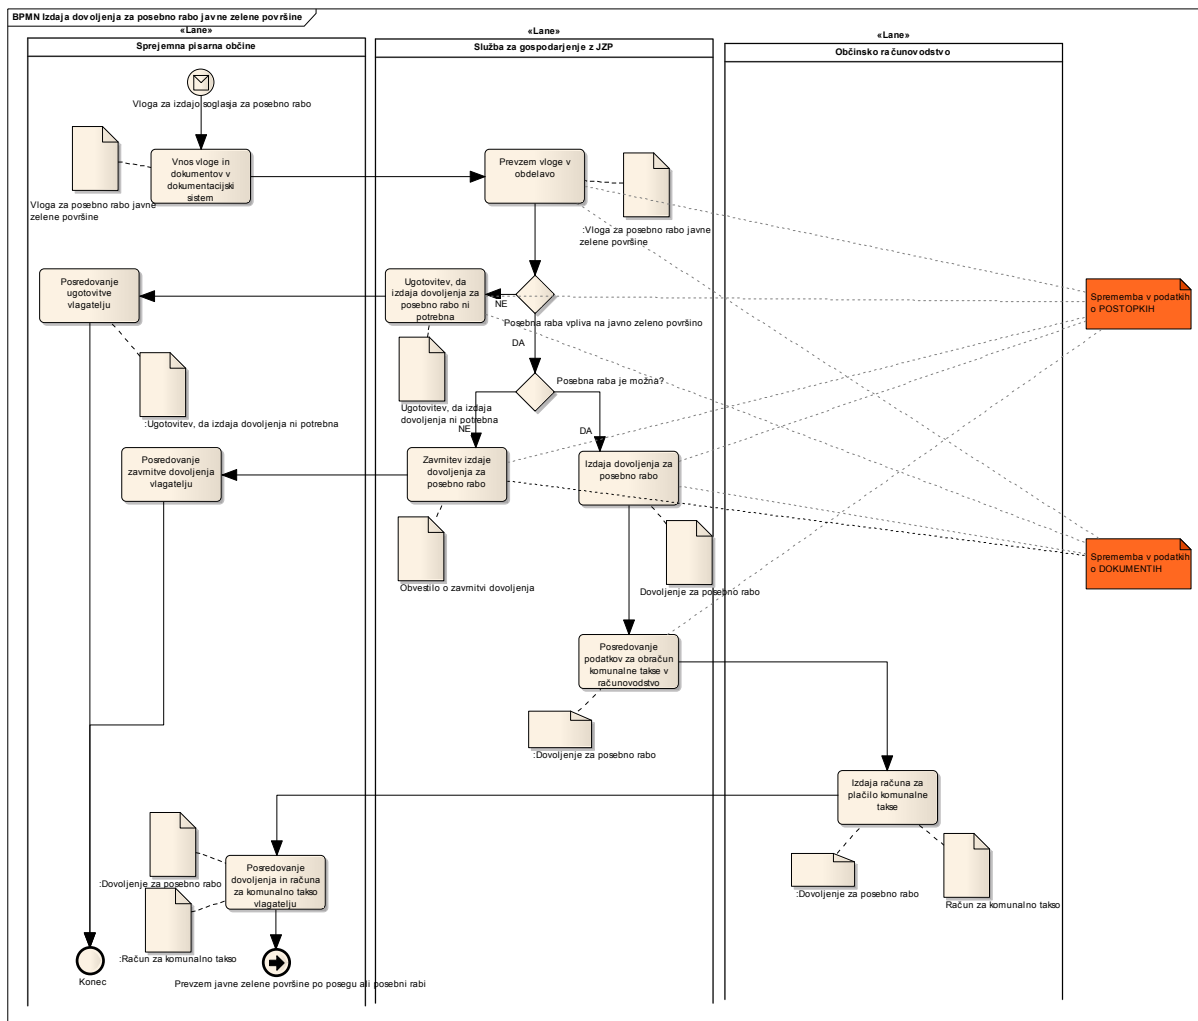 BPMN Izdaja dovoljenja za posebno rabo javne zelene površine
«Lane»
Sprejemna pisarna občine
«Lane»
Služba za gospodarjenje z JZP
«Lane»
Občinsko računovodstvo
Vloga za izdajo soglasja za posebno rabo
Vnos vloge in
dokumentov v
dokumentacijski
sistem
Vloga za posebno rabo javne
zelene površine
Prevzem vloge v
obdelavo
:Vloga za posebno rabo javne
zelene površine
Posredovanje
ugotovitve
vlagatelju
Ugotovitev, da
izdaja dovoljenja za
posebno rabo ni
potrebna
NE
Posebna raba vpliva na javno zeleno površino
DA
Sprememba v podatkih
o POSTOPKIH
:Ugotovitev, da izdaja dovoljenja ni potrebna
Ugotovitev, da izdaja
dovoljenja ni potrebna
Posebna raba je možna?
NE
DA
Posredovanje
zavrnitve dovoljenja
vlagatelju
Zavrnitev izdaje
dovoljenja za
posebno rabo
Izdaja dovoljenja za
posebno rabo
Obvestilo o zavrnitvi dovoljenja
Dovoljenje za posebno rabo
Sprememba v podatkih
o DOKUMENTIH
Posredovanje
podatkov za obračun
komunalne takse v
računovodstvo
:Dovoljenje za posebno rabo
Izdaja računa za
plačilo komunalne
takse
:Dovoljenje za posebno rabo
Račun za komunalno takso
:Dovoljenje za posebno rabo
Posredovanje
dovoljenja in računa
za komunalno takso
vlagatelju
:Račun za komunalno takso
Konec
Prevzem javne zelene površine po posegu ali posebni rabi